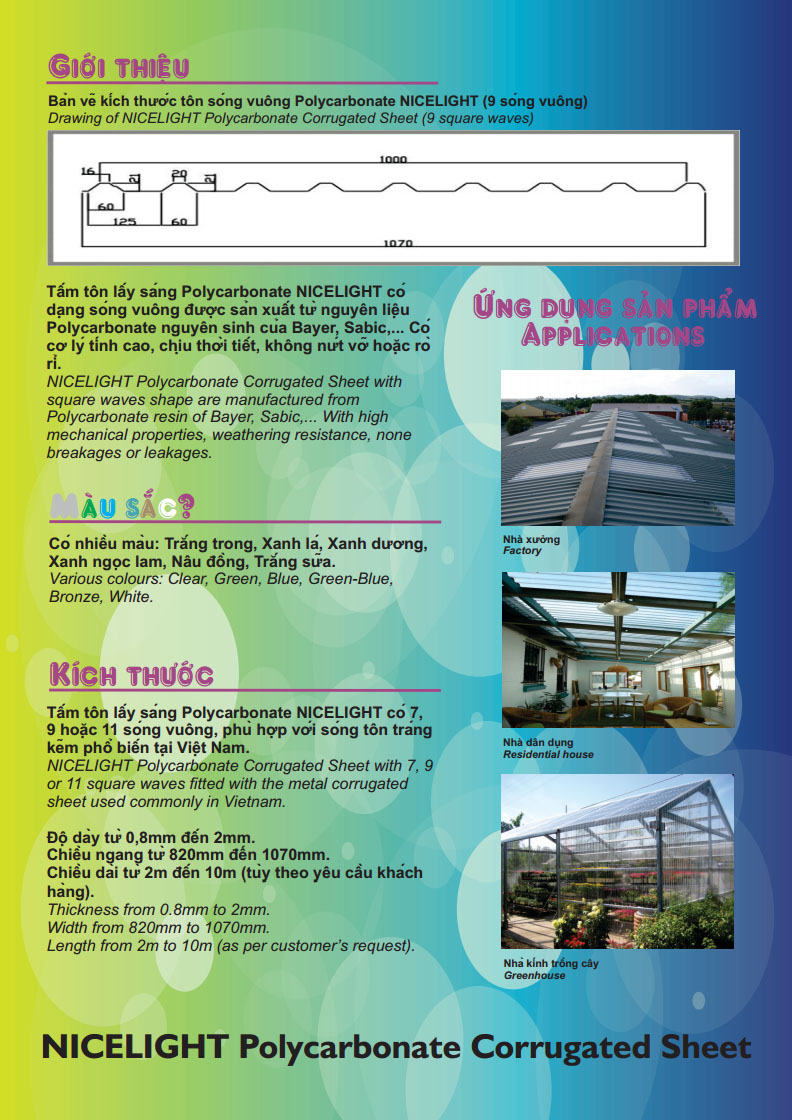 Giới thiệu
Bản vẽ kích thước tôn sóng vuông Polycarbonate NICELIGHT (9 sóng vuông)
Drawing of NICELIGHT Polycarbonate Corrugated Sheet (9 square waves)
1000
16
20
60
125
60
1070
Tấm tôn lấy sáng Polycarbonate NICELIGHT có
dạng sóng vuông được sản xuất từ nguyên liệu
Polycarbonate nguyên sinh của Bayer, Sabic,... Có
cơ lý tính cao, chịu thời tiết, không nứt vỡ hoặc rò
rỉ.
NICELIGHT Polycarbonate Corrugated Sheet with
square waves shape are manufactured from
Polycarbonate resin of Bayer, Sabic,... With high
mechanical properties, weathering resistance, none
breakages or leakages.
Màu sắc?
Có nhiều màu: Trắng trong, Xanh lá, Xanh dương,
Xanh ngọc lam, Nâu đồng, Trắng sữa.
Various colours: Clear, Green, Blue, Green-Blue,
Bronze, White.
Kích thước
Tấm tôn lấy sáng Polycarbonate NICELIGHT có 7,
9 hoặc 11 sóng vuông, phù hợp với sóng tôn tráng
kẽm phổ biến tại Việt Nam.
NICELIGHT Polycarbonate Corrugated Sheet with 7, 9
or 11 square waves fitted with the metal corrugated
sheet used commonly in Vietnam.
Độ dày từ 0,8mm đến 2mm.
Chiều ngang từ 820mm đến 1070mm.
Chiều dài từ 2m đến 10m (tùy theo yêu cầu khách
hàng).
Thickness from 0.8mm to 2mm.
Width from 820mm to 1070mm.
Length from 2m to 10m (as per customer's request).
Ứng dụng sản phẩm
Applications
Nhà xưởng
Factory
Nhà dân dụng
Residential house
Nhà kính trồng cây
Greenhouse
NICELIGHT Polycarbonate Corrugated Sheet